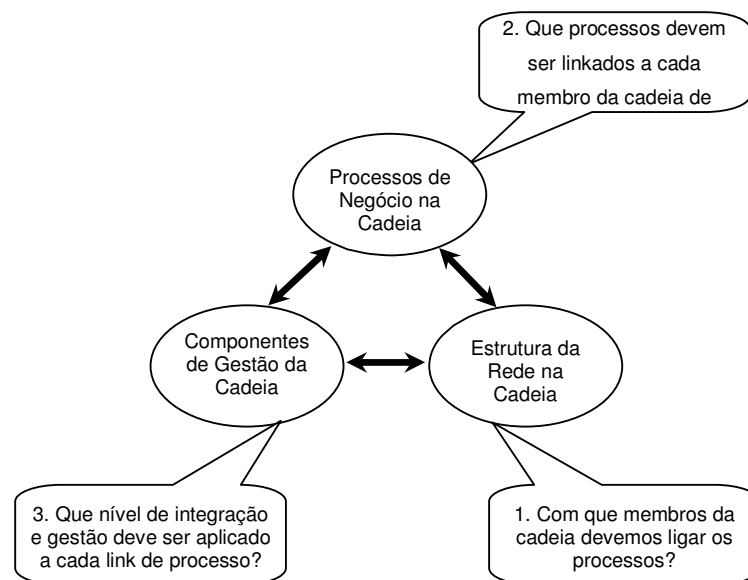 2. Que processos devem
ser linkados a cada
membro da cadeia de
Processos de
Negócio na
Cadeia
Componentes
de Gestão da
Cadeia
Estrutura da
Rede na
Cadeia
3. Que nível de integração
e gestão deve ser aplicado
a cada link de processo?
1. Com que membros da
cadeia devemos ligar os
processos?